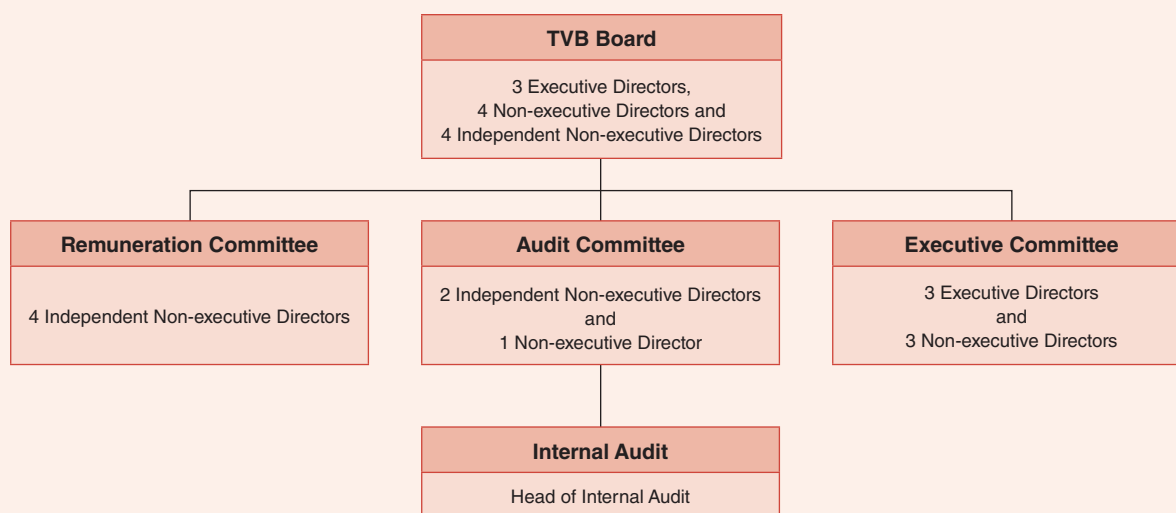 TVB Board
3 Executive Directors,
4 Non-executive Directors and
4 Independent Non-executive Directors
Remuneration Committee
4 Independent Non-executive Directors
Audit Committee
2 Independent Non-executive Directors
and
1 Non-executive Director
Executive Committee
3 Executive Directors
and
3 Non-executive Directors
Internal Audit
Head of Internal Audit